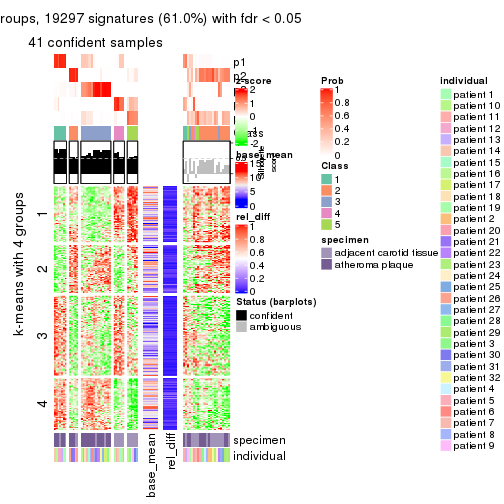 roups, 19297 signatures (61.0%) with fdr < 0.05
41 confident samples
p1
p2
z-score
2
1
0
-1
-2
base_mean
15
10
5
0
rel_diff
1
0.8
0.6
0.4
0.2
0
Status (barplots)
confident
ambiguous
Prob
1
0.8
0.6
0.4
0.2
0
Class
1
2
3
4
5
specimen
adjacent carotid tissue
atheroma plaque
individual
patient 1
patient 10
patient 11
patient 12
patient 13
patient 14
patient 15
patient 16
patient 17
patient 18
patient 19
patient 2
patient 20
patient 21
patient 22
patient 23
patient 24
patient 25
patient 26
patient 27
patient 28
patient 29
patient 3
patient 30
patient 31
patient 32
patient 4
patient 5
patient 6
patient 7
patient 8
patient 9
k-means with 4 groups
1
2
3
4
specimen
individual
base_mean
rel_diff